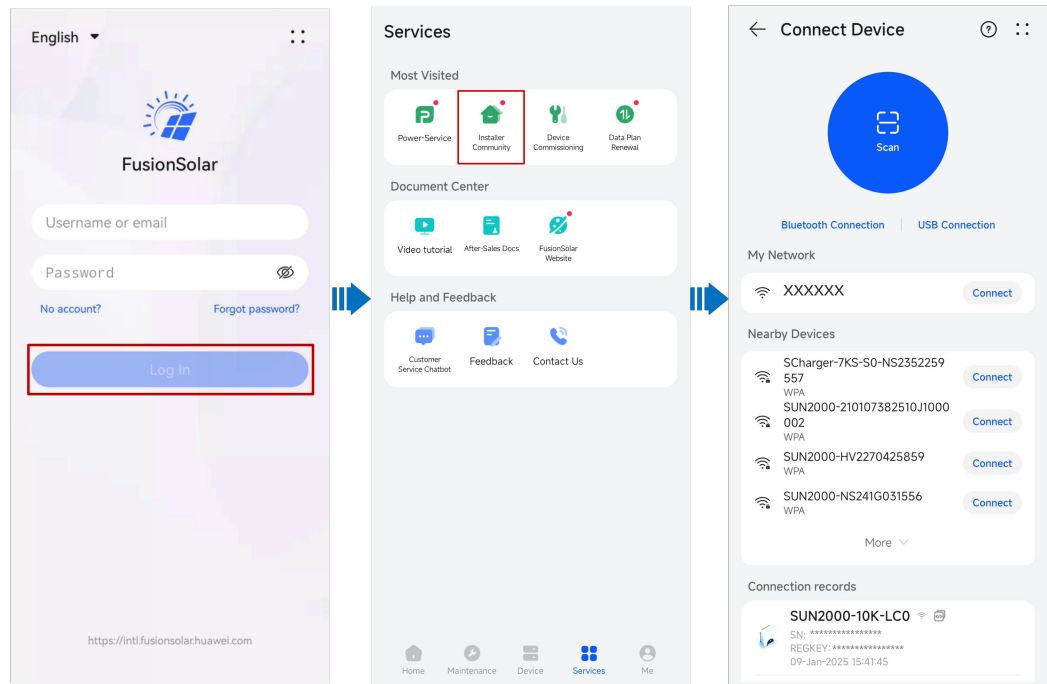 English
FusionSolar
Username or email
Password
No account?
Forgot password?
Log In
https://intl.fusionsolar.huawei.com
Services
Most Visited
Power-Service
Installer
Community
Device
Commissioning
Data Plan
Renewal
Document Center
Video tutorial
After-Sales Docs
FusionSolar
Website
Help and Feedback
Customer
Service Chatbot
Feedback
Contact Us
Home
Maintenance
Device
Services
Me
Connect Device
Scan
Bluetooth Connection
USB Connection
My Network
XXXXXX
Connect
Nearby Devices
SCharger-7KS-S0-NS2352259
557
WPA
Connect
SUN2000-210107382510J1000
002
WPA
Connect
SUN2000-HV2270425859
WPA
Connect
SUN2000-NS241G031556
WPA
Connect
More
Connection records
SUN2000-10K-LC0
SN: ****************
REGKEY: ****************
09-Jan-2025 15:41:45